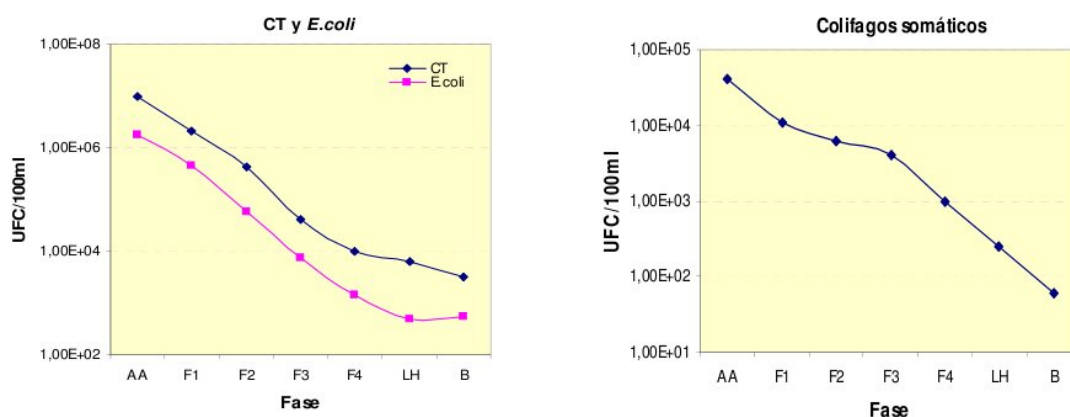 CT y E.coli
1,00E+08
1,00E+06
1,00E+04
1,00E+02
UFC/100ml
CT
E.coli
AA F1 F2 F3 F4 LH B
Fase
Colifagos somáticos
1,00E+05
1,00E+04
1,00E+03
1,00E+02
1,00E+01
UFC/100ml
AA F1 F2 F3 F4 LH B
Fase